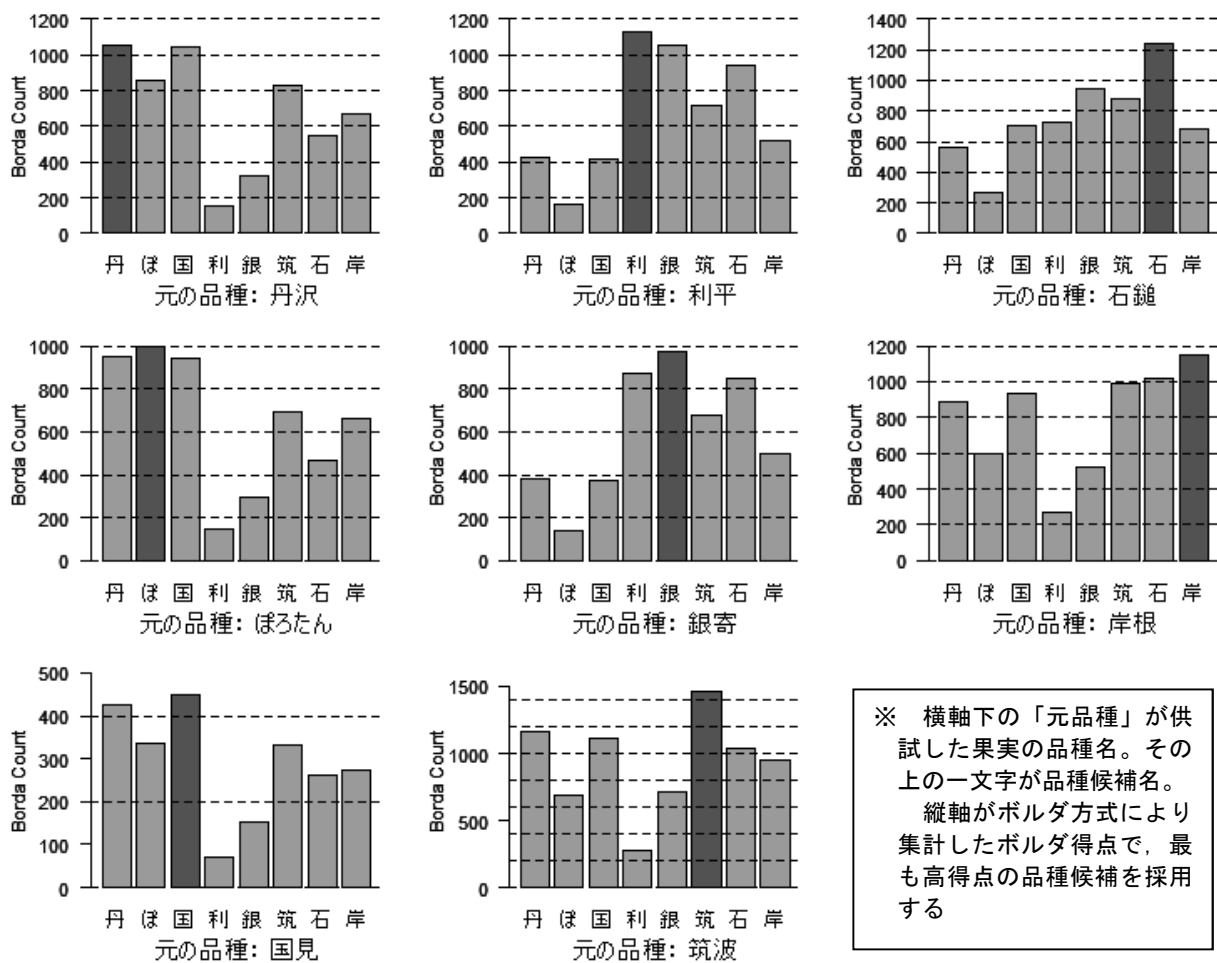 1200
1000
800
600
400
200
0
Borda Count
丹 ぽ 国 利 銀 筑 石 岸
元の品種: 丹沢
1200
1000
800
600
400
200
0
Borda Count
丹 ぽ 国 利 銀 筑 石 岸
元の品種: 利平
1400
1200
1000
800
600
400
200
0
Borda Count
丹 ぽ 国 利 銀 筑 石 岸
元の品種: 石鎚
1000
800
600
400
200
0
Borda Count
丹 ぽ 国 利 銀 筑 石 岸
元の品種: ぽろたん
1000
800
600
400
200
0
Borda Count
丹 ぽ 国 利 銀 筑 石 岸
元の品種: 銀寄
1200
1000
800
600
400
200
0
Borda Count
丹 ぽ 国 利 銀 筑 石 岸
元の品種: 岸根
500
400
300
200
100
0
Borda Count
丹 ぽ 国 利 銀 筑 石 岸
元の品種: 国見
1500
1000
500
0
Borda Count
丹 ぽ 国 利 銀 筑 石 岸
元の品種: 筑波
※ 横軸下の「元品種」が供
試した果実の品種名。その
上の一文字が品種候補名。
縦軸がボルダ方式により
集計したボルダ得点で，最
も高得点の品種候補を採用
する